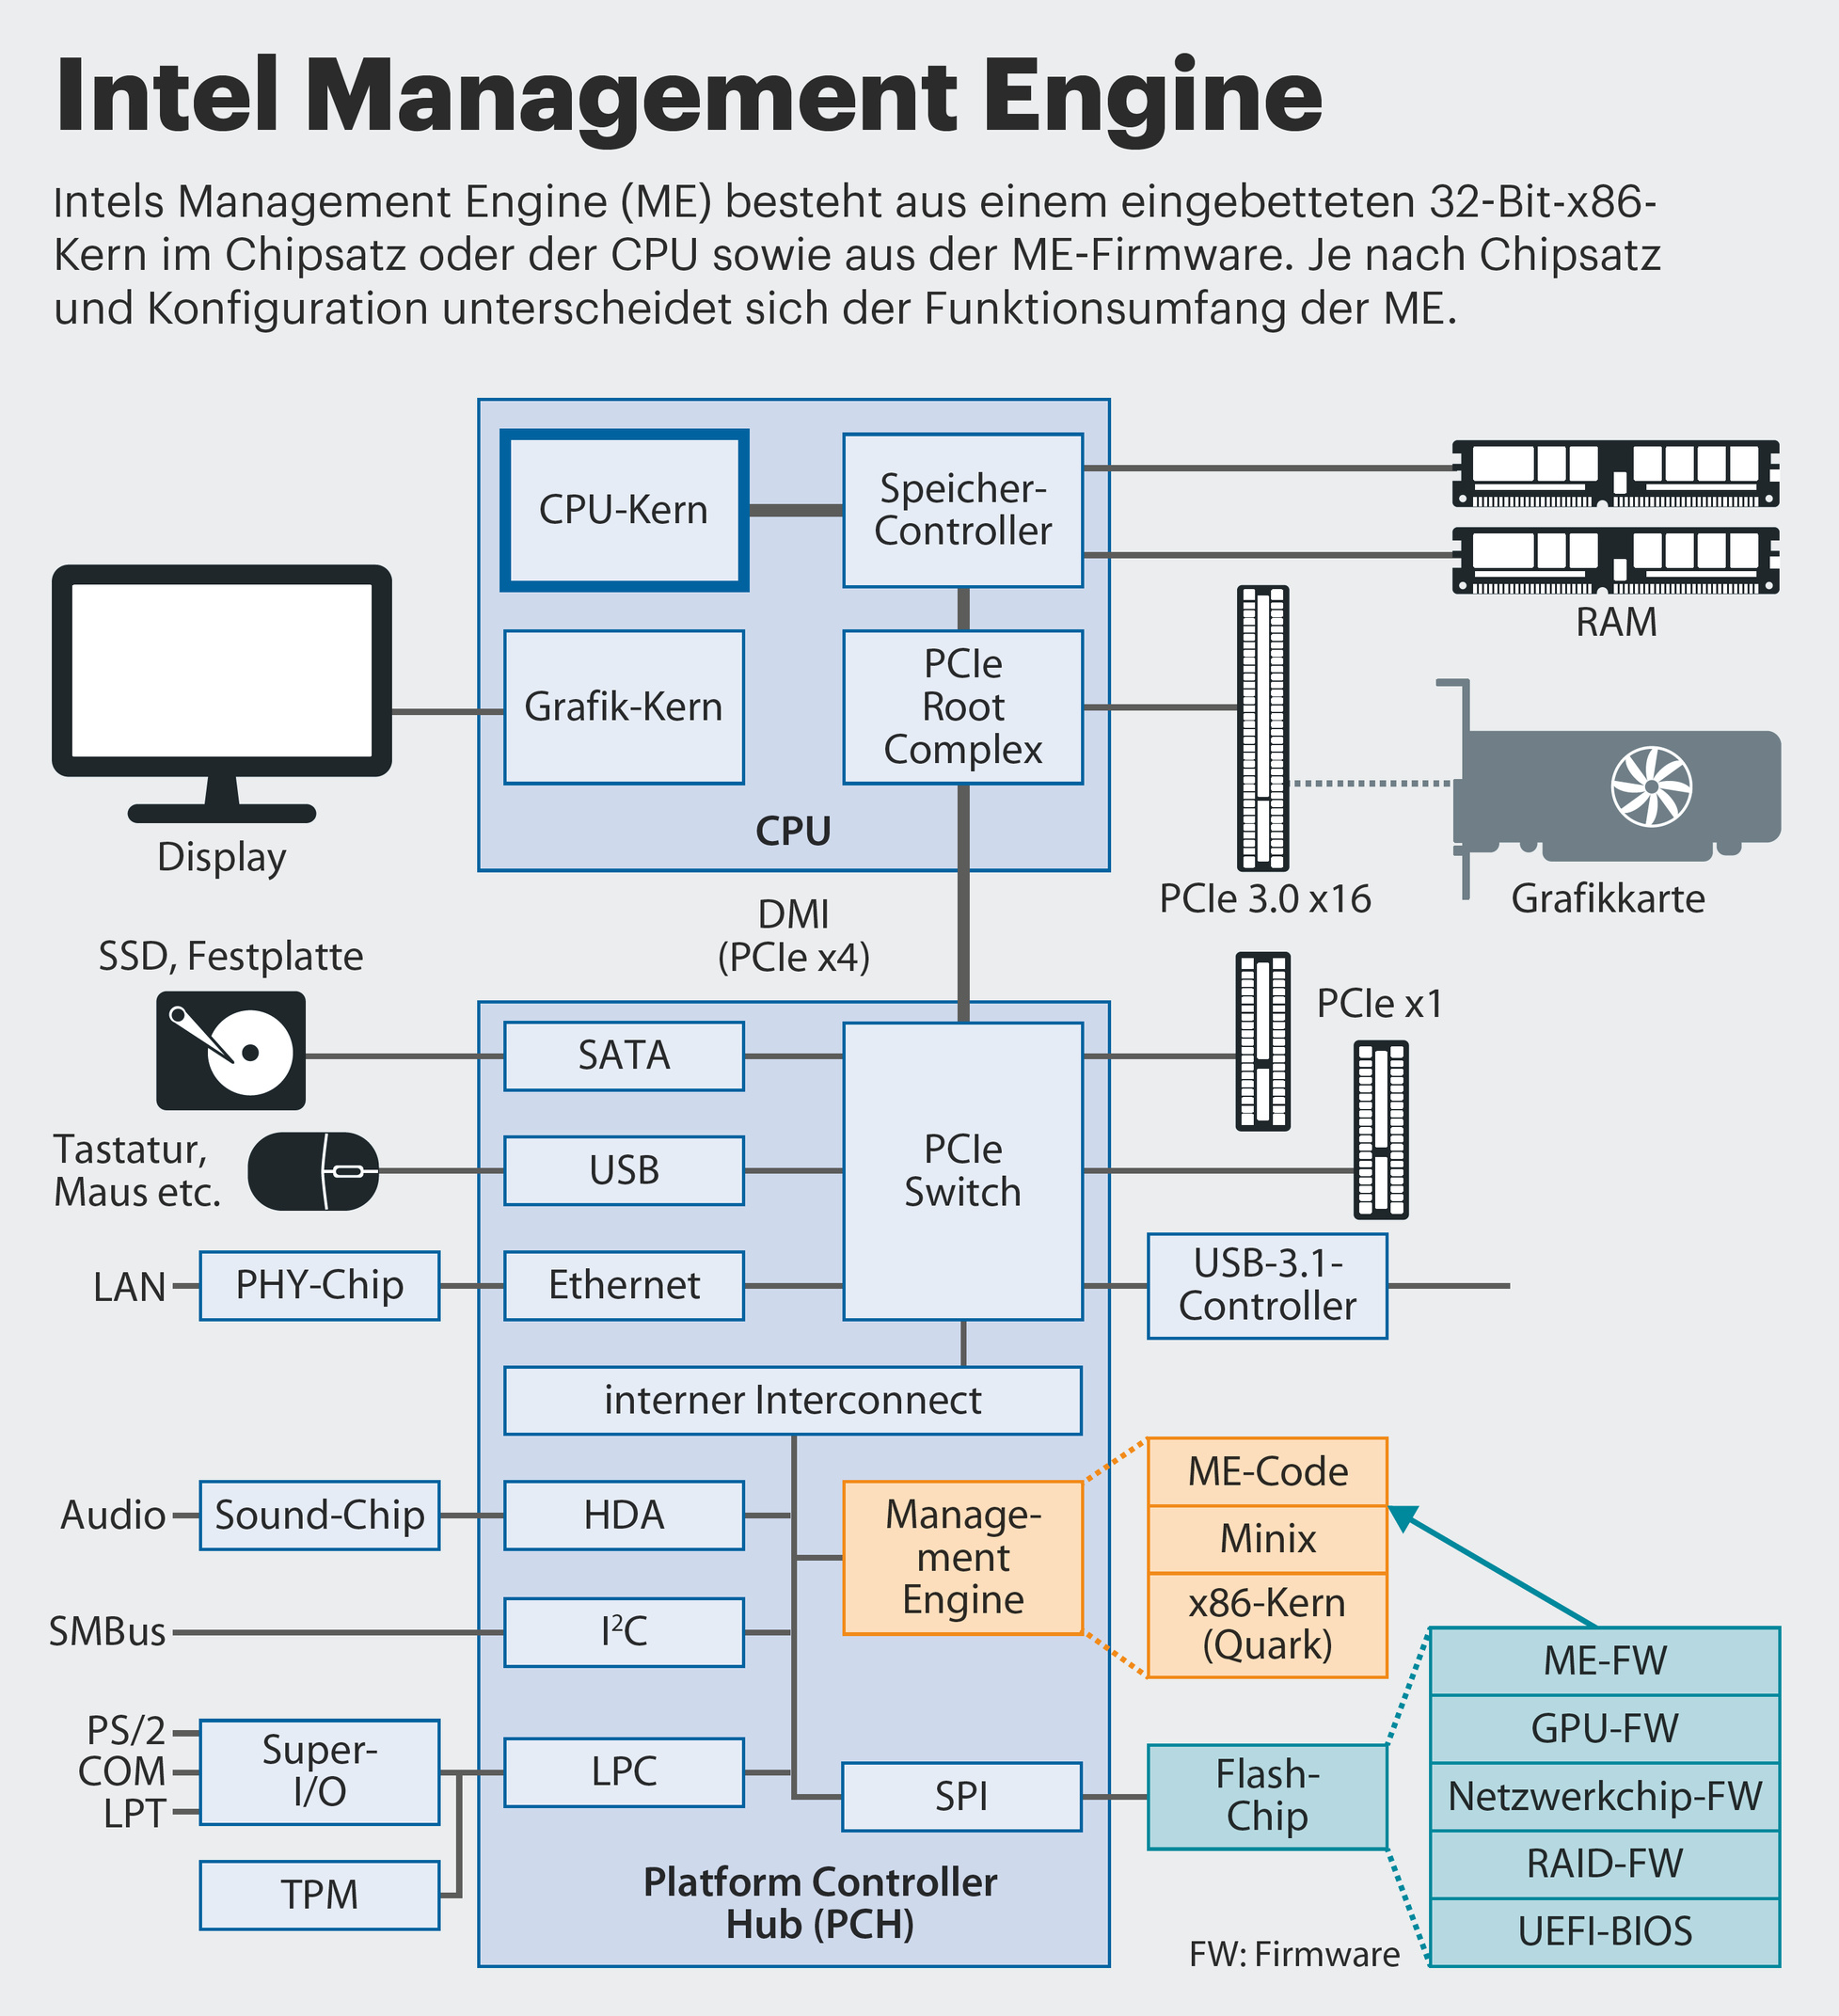 Intel Management Engine
Intels Management Engine (ME) besteht aus einem eingebetteten 32-Bit-x86-
Kern im Chipsatz oder der CPU sowie aus der ME-Firmware. Je nach Chipsatz
und Konfiguration unterscheidet sich der Funktionsumfang der ME.
CPU-Kern
Speicher-
Controller
RAM
Grafik-Kern
PCIe
Root
Complex
CPU
Display
PCIe 3.0 x16
Grafikkarte
DMI
(PCIe x4)
SSD, Festplatte
SATA
PCIe x1
Tastatur,
Maus etc.
USB
PCIe
Switch
LAN
PHY-Chip
Ethernet
USB-3.1-
Controller
interner Interconnect
Audio
Sound-Chip
HDA
Manage-
ment
Engine
ME-Code
Minix
x86-Kern
(Quark)
SMBus
I²C
PS/2
COM
LPT
Super-
I/O
LPC
SPI
Flash-
Chip
ME-FW
GPU-FW
Netzwerkchip-FW
RAID-FW
UEFI-BIOS
TPM
Platform Controller
Hub (PCH)
FW: Firmware